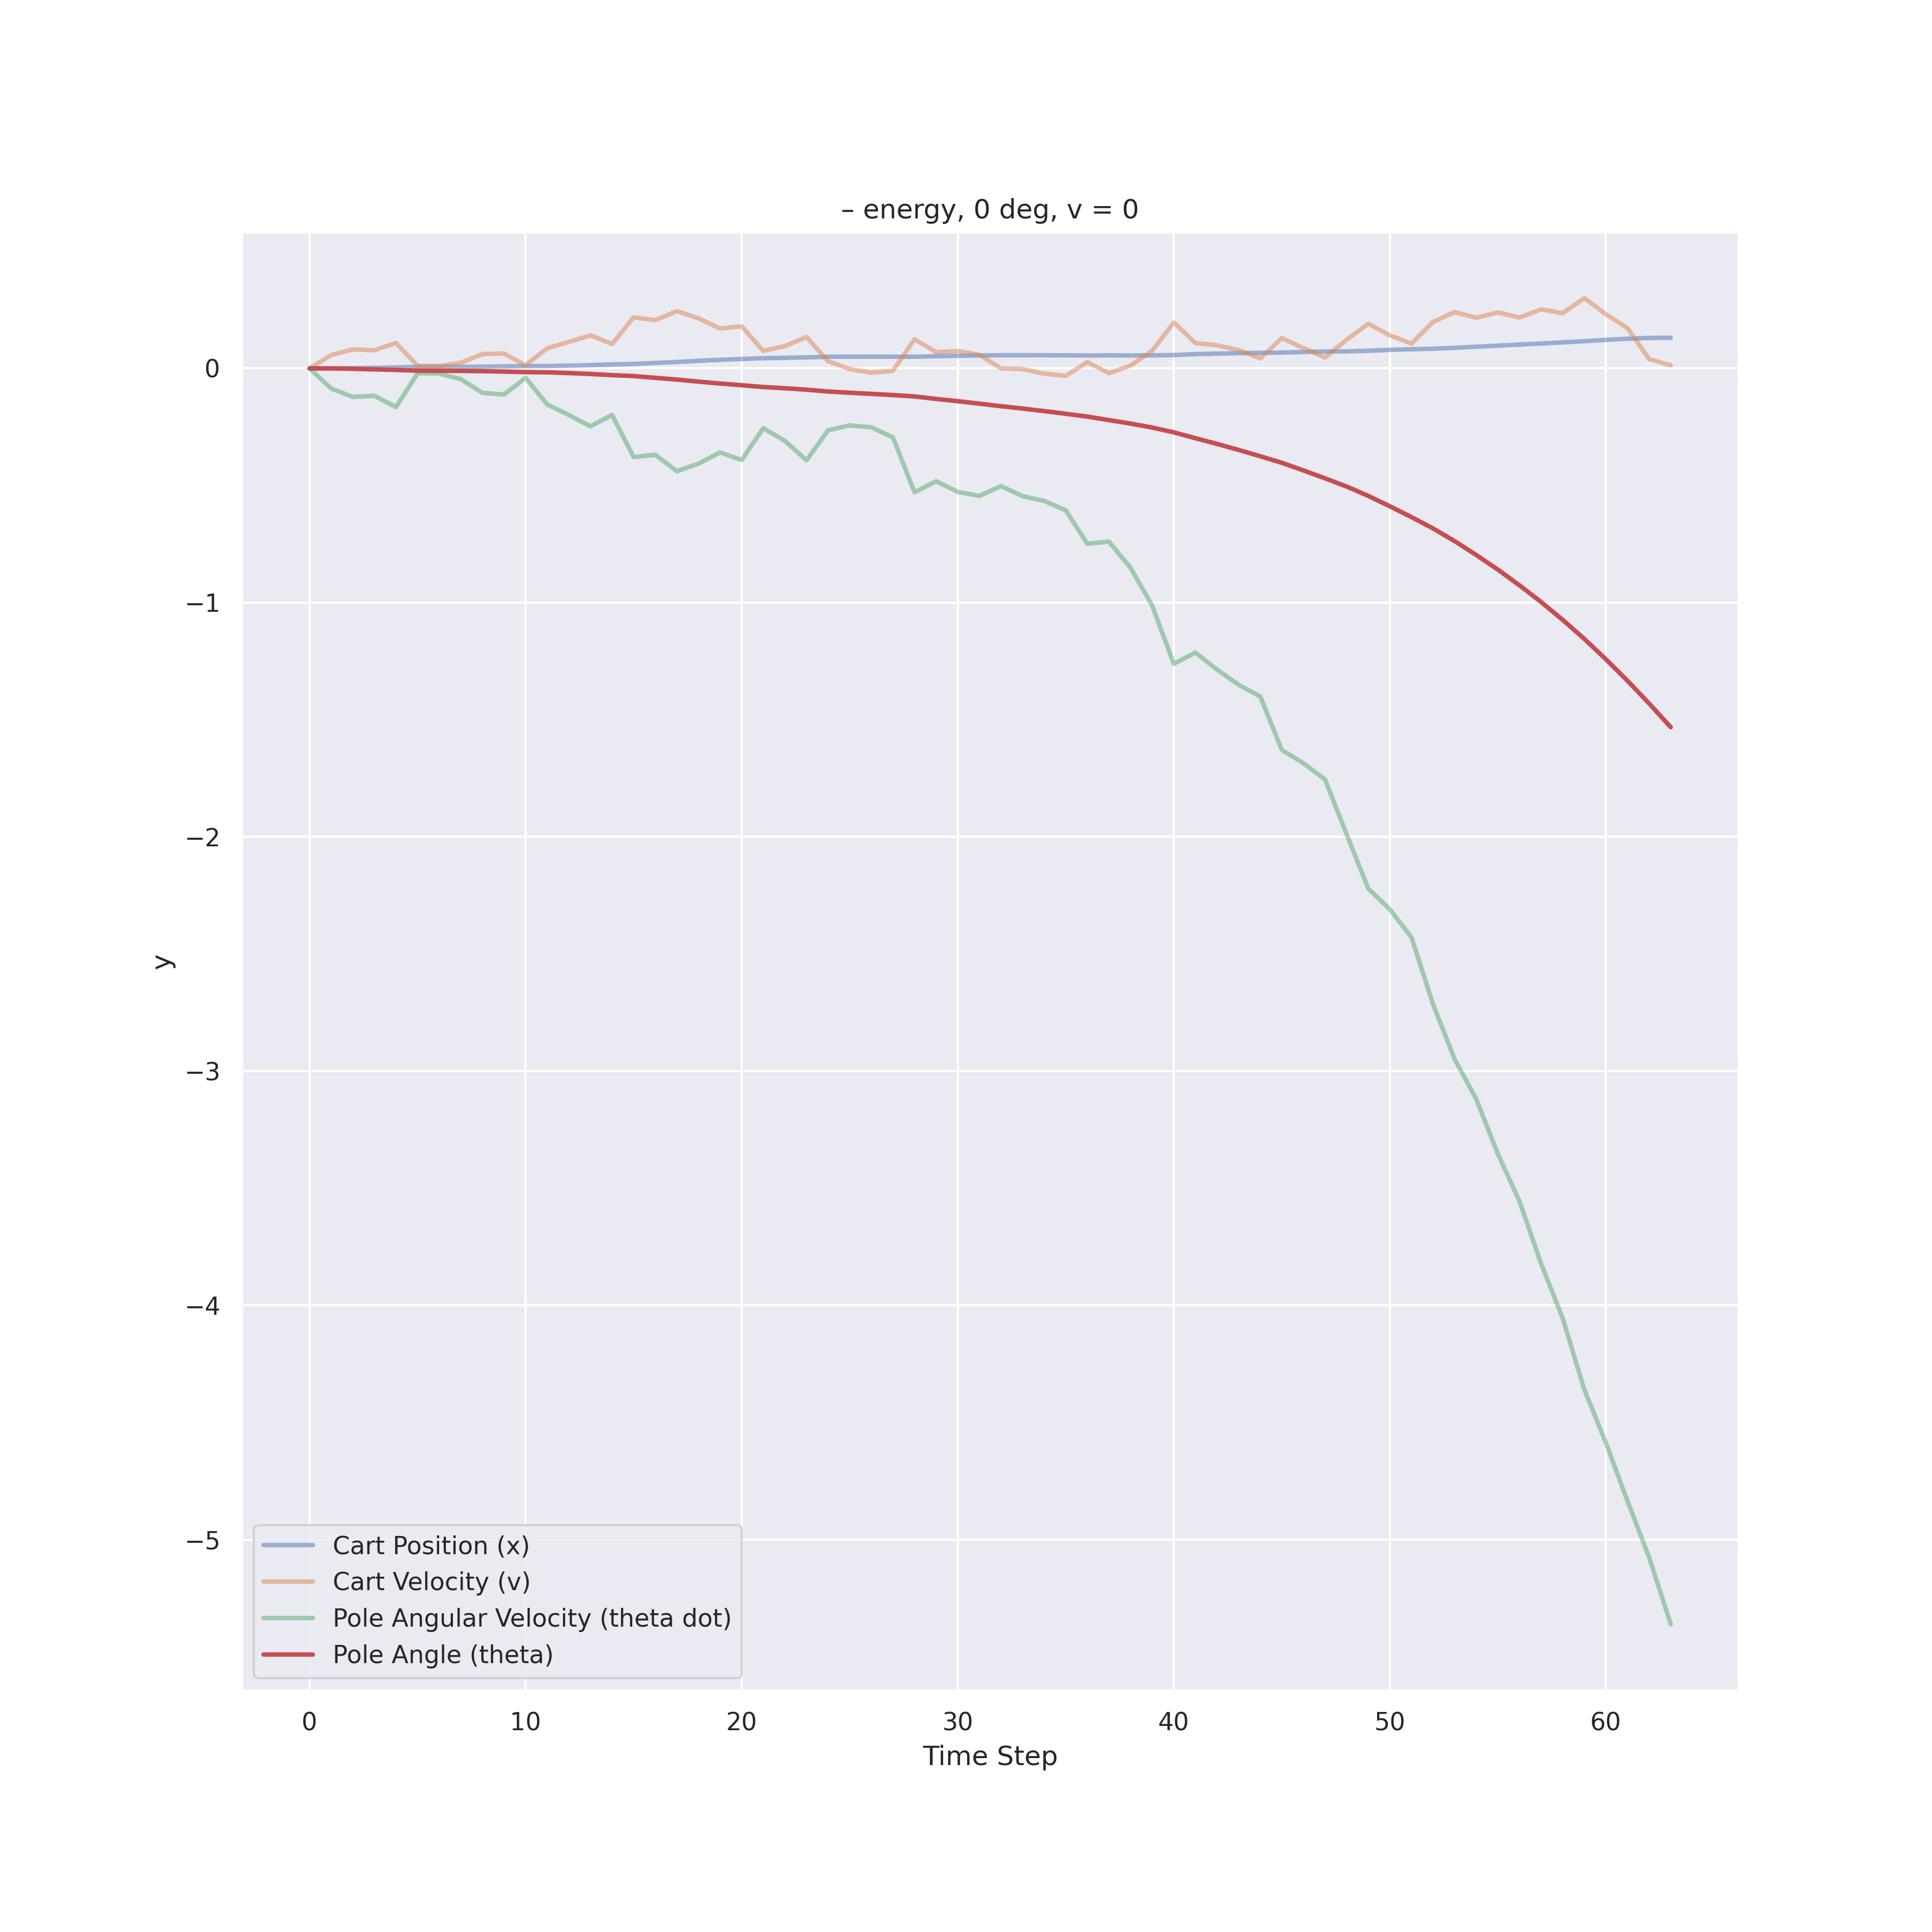 – energy, 0 deg, v = 0
0
−1
−2
−3
−4
−5
y
Cart Position (x)
Cart Velocity (v)
Pole Angular Velocity (theta dot)
Pole Angle (theta)
0 10 20 30 40 50 60
Time Step